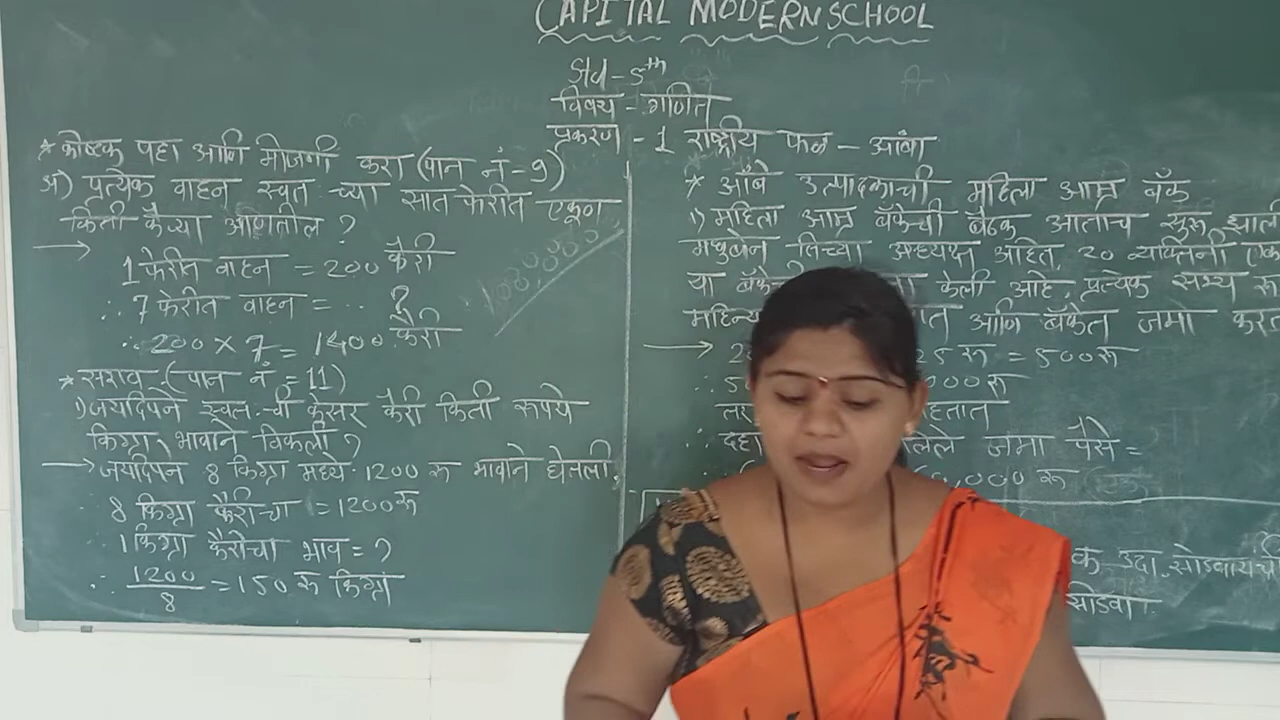 CAPITAL MODERN SCHOOL
Std - 5th
विषय - गणित
प्रकरण - 1 राष्ट्रीय फळ - आंबा
* कोष्टक पहा आणि मोजणी करा (पान नं - 9)
अ) प्रत्येक वाहन स्वत:च्या सात फेरीत एकूण
किती कैऱ्या आणतील ?
→ 1 फेरीत वाहन = 200 कैरी
∴ 7 फेरीत वाहन = .. ?
∴ 200 x 7 = 1400 कैरी
* सराव - (पान नं = 11)
1) जयदिपने स्वत:ची केसर कैरी किती रूपये
किग्रा भावाने विकली ?
→ जयदिपने 8 किग्रा मध्ये 1200 रू भावाने घेतली.
8 किग्रा कैरीचा = 1200 रू
∴ 1 किग्रा कैरीचा भाव = ?
∴ 1200/8 = 150 रू किग्रा
* आंबे उत्पादकाची महिला आम्र बँक
1) महिला आम्र बँकेची बैठक आताच सुरू
मधुबेन तिच्या अध्यक्ष आहेत. 20 व्यक्तिंनी
या केली आहे. प्रत्येक सभ्य
आणि बँकेत जमा
→ 25 रू = 500 रू
000 रू
जमा पैसे =
,000 रू
उदा. सोडवायची
सोडवा